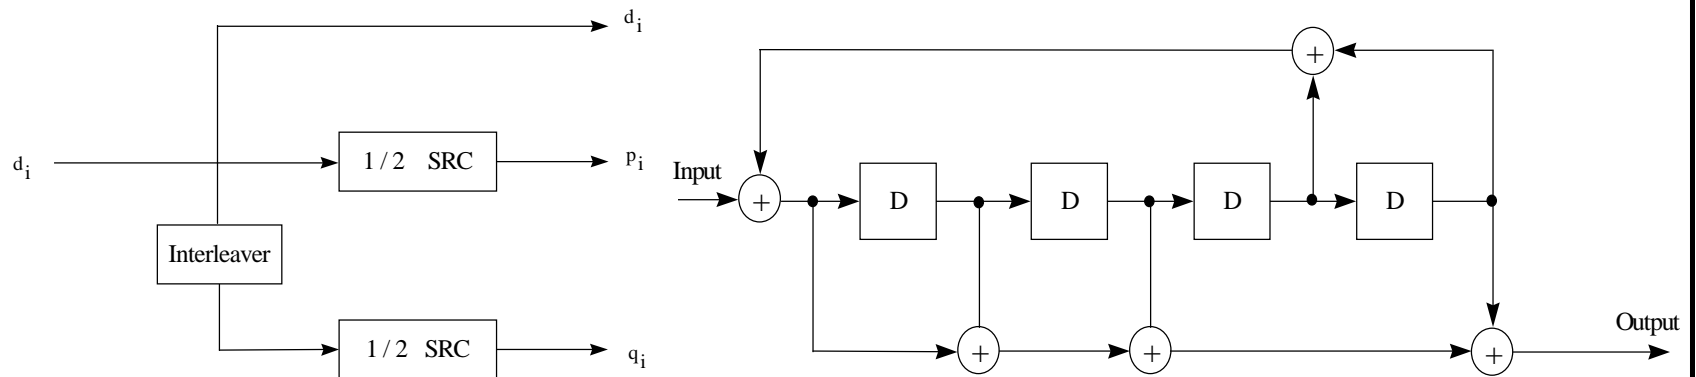 d i
d i
1 / 2 SRC
p i
Interleaver
1 / 2 SRC
q i
+
Input
+
D
D
D
D
+
+
+
Output